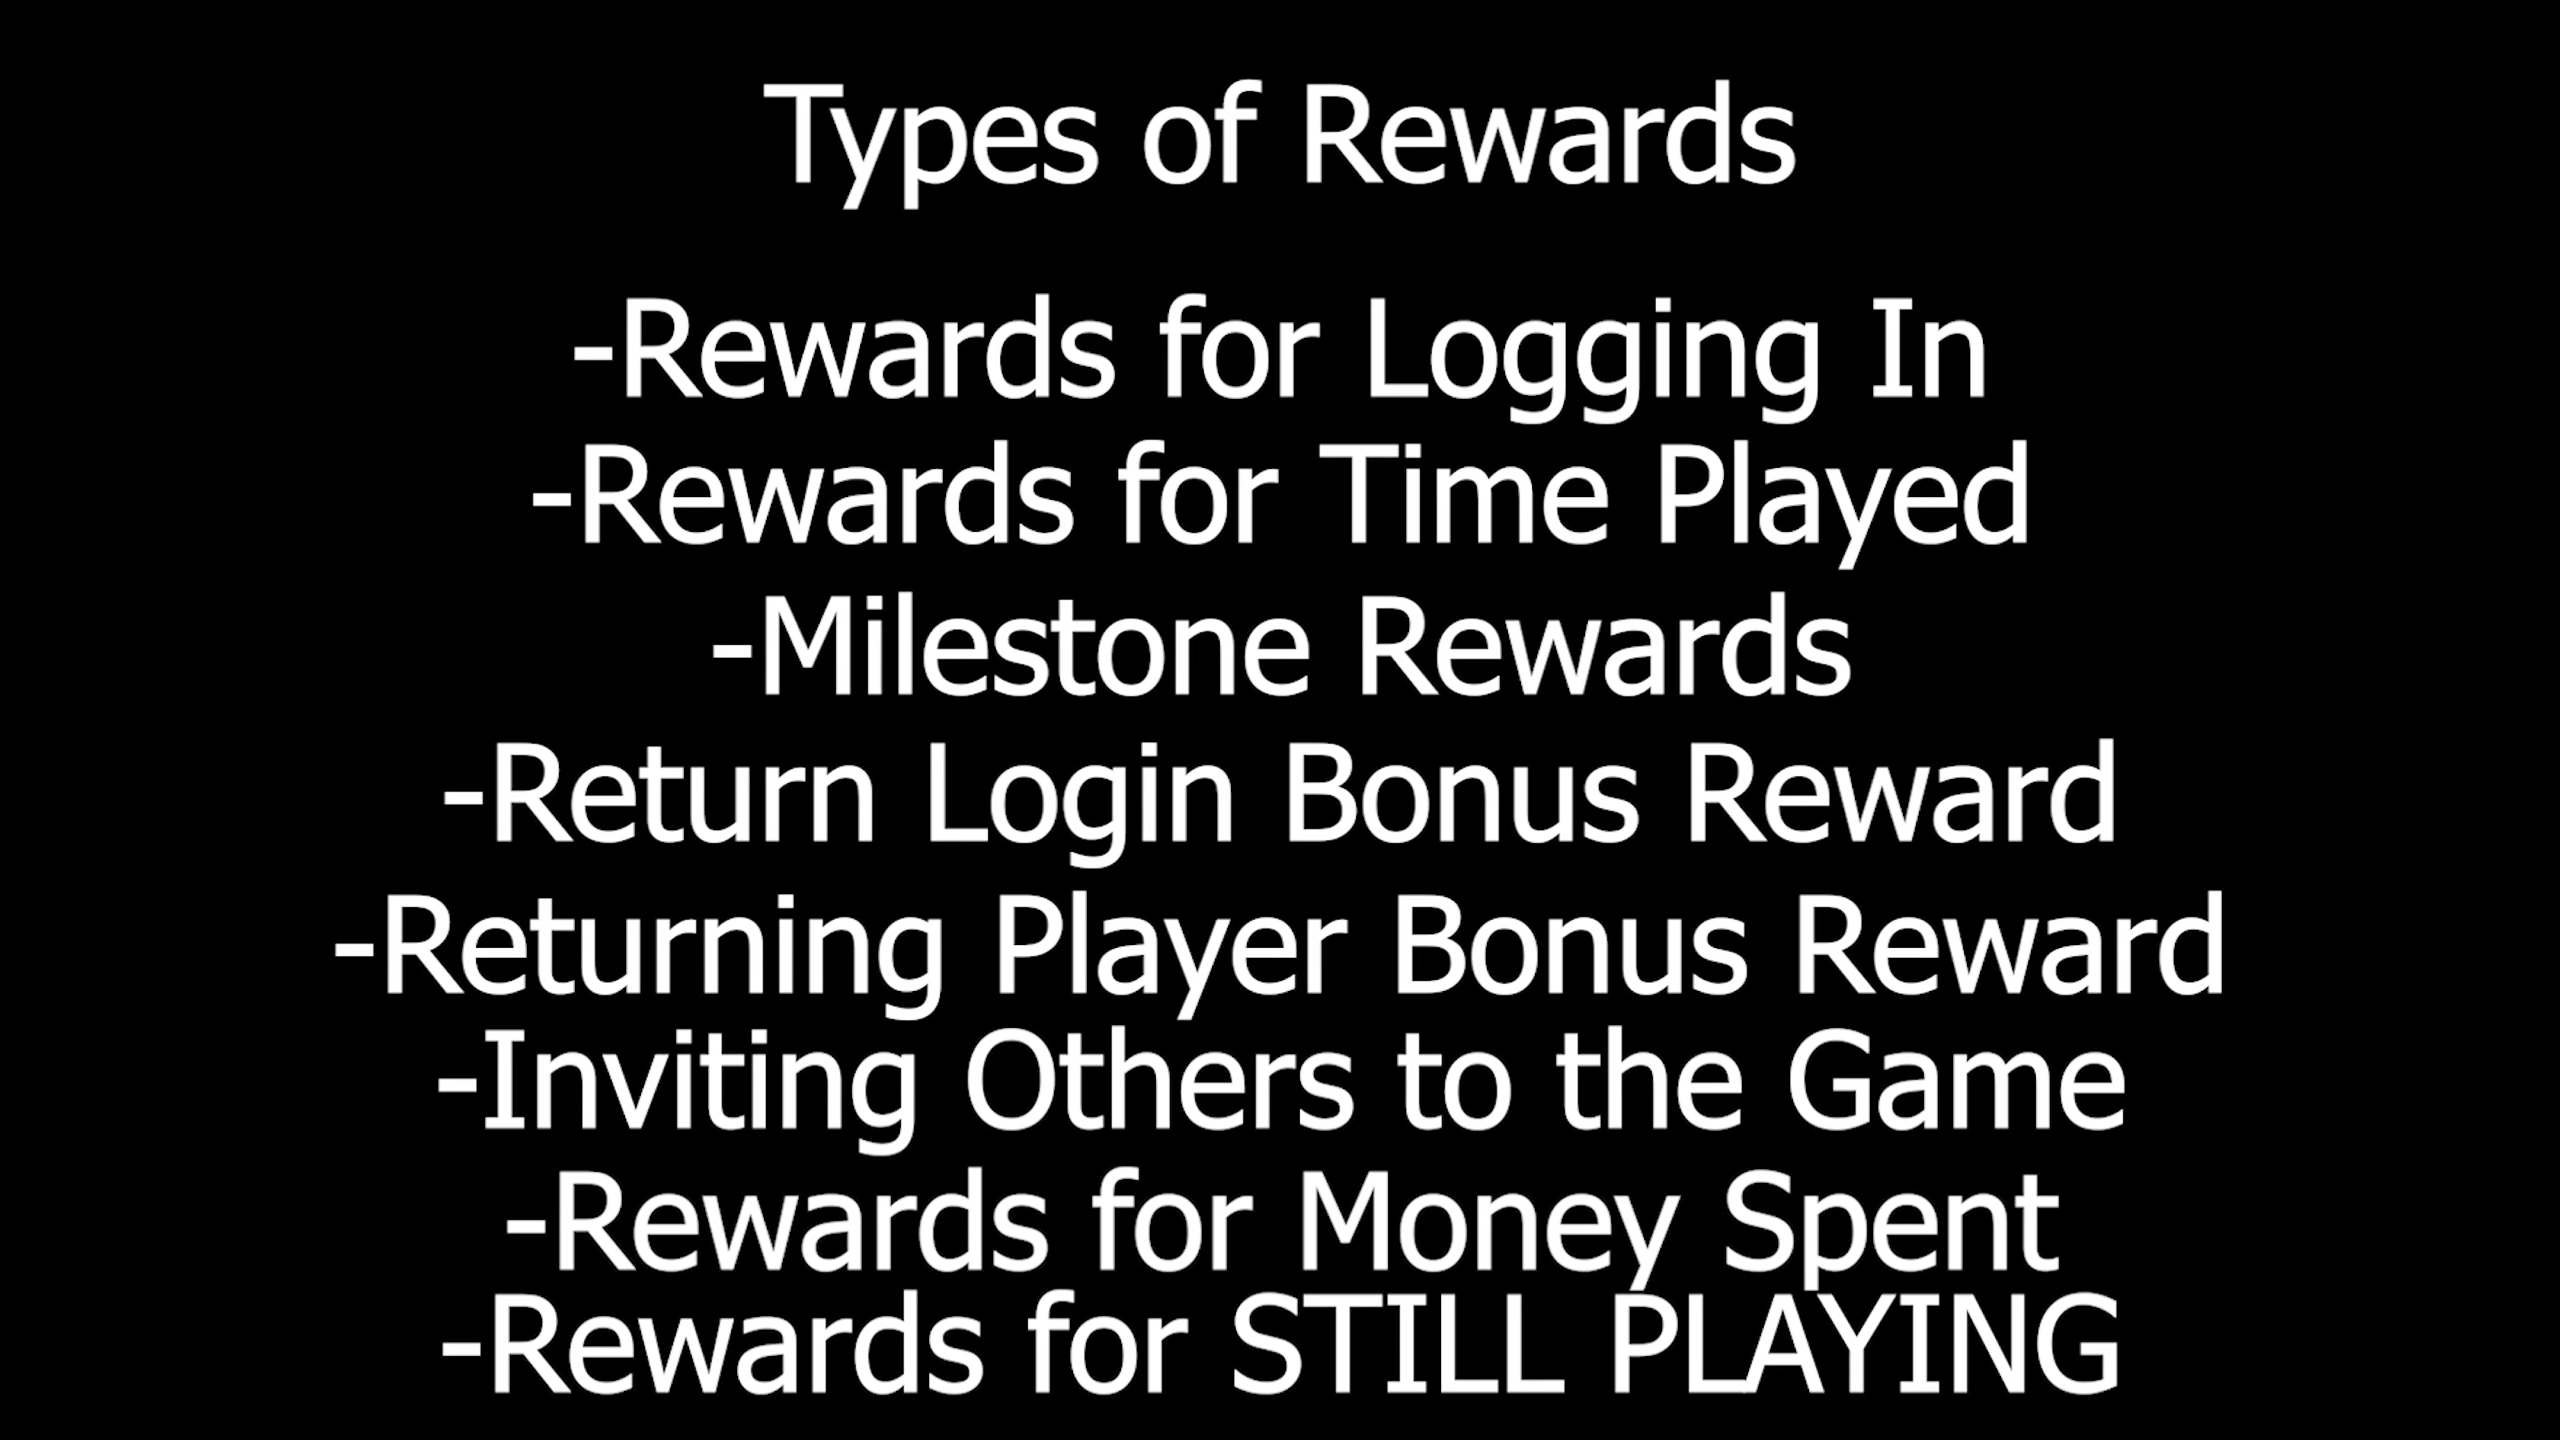 Types of Rewards
-Rewards for Logging In
-Rewards for Time Played
-Milestone Rewards
-Return Login Bonus Reward
-Returning Player Bonus Reward
-Inviting Others to the Game
-Rewards for Money Spent
-Rewards for STILL PLAYING